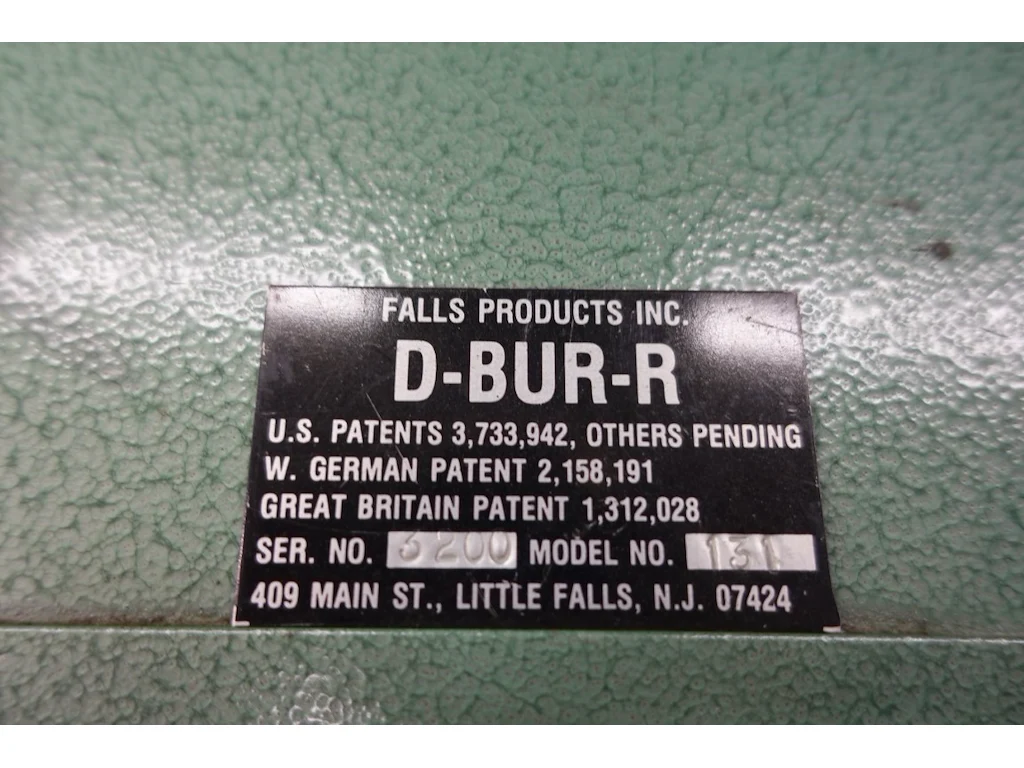 FALLS PRODUCTS INC.
D-BUR-R
U.S. PATENTS 3,733,942, OTHERS PENDING
W. GERMAN PATENT 2,158,191
GREAT BRITAIN PATENT 1,312,028
SER. NO. 3200 MODEL NO. 131
409 MAIN ST., LITTLE FALLS, N.J. 07424